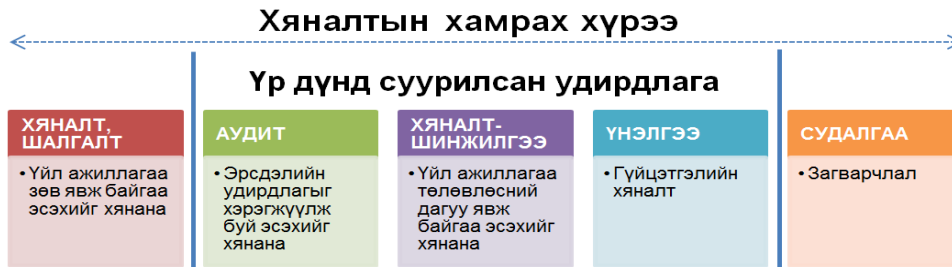 Хяналтын хамрах хүрээ
Үр дүнд суурилсан удирдлага
ХЯНАЛТ,
ШАЛГАЛТ
• Үйл ажиллагаа
зөв явж байгаа
эсэхийг хянана
АУДИТ
• Эрсдэлийн
удирдлагыг
хэрэгжүүлж
буй эсэхийг
хянана
ХЯНАЛТ-
ШИНЖИЛГЭЭ
• Үйл ажиллагаа
төлөвлөсний
дагуу явж
байгаа эсэхийг
хянана
ҮНЭЛГЭЭ
• Гүйцэтгэлийн
хяналт
СУДАЛГАА
• Загварчлал